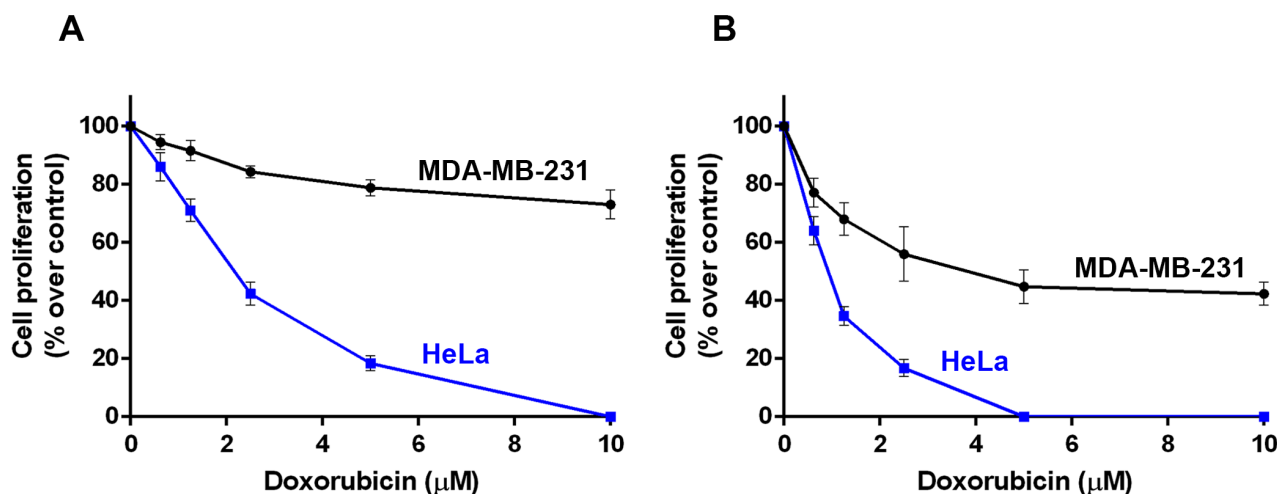 A
Cell proliferation
(% over control)
100
80
60
40
20
0
MDA-MB-231
HeLa
0
2
4
6
8
10
Doxorubicin (μM)
B
Cell proliferation
(% over control)
100
80
60
40
20
0
MDA-MB-231
HeLa
0
2
4
6
8
10
Doxorubicin (μM)